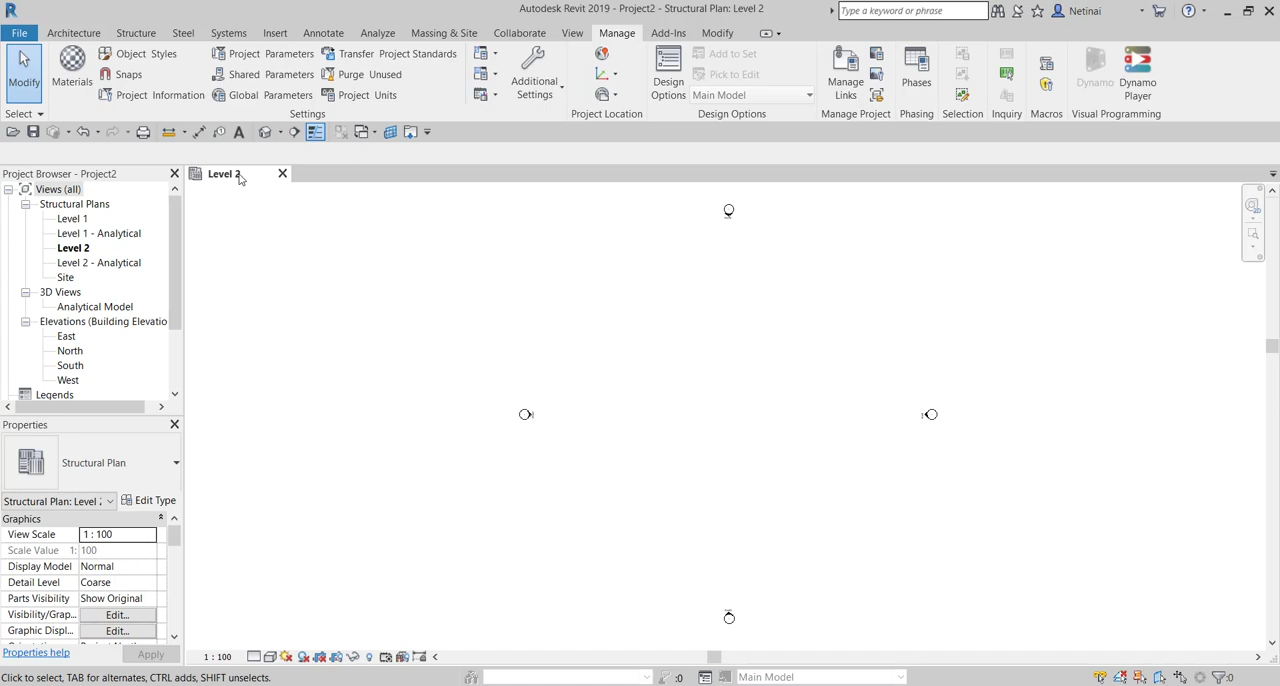 Autodesk Revit 2019 - Project2 - Structural Plan: Level 2
Type a keyword or phrase
Netinai
File Architecture Structure Steel Systems Insert Annotate Analyze Massing & Site Collaborate View Manage Add-Ins Modify
Modify
Select
Materials
Object Styles
Snaps
Project Information
Project Parameters
Shared Parameters
Global Parameters
Transfer Project Standards
Purge Unused
Project Units
Additional Settings
Settings
Project Location
Design Options
Add to Set
Pick to Edit
Main Model
Design Options
Manage Links
Manage Project
Phases
Phasing
Selection
Inquiry
Macros
Dynamo
Dynamo Player
Visual Programming
Project Browser - Project2
Level 2
Views (all)
Structural Plans
Level 1
Level 1 - Analytical
Level 2
Level 2 - Analytical
Site
3D Views
Analytical Model
Elevations (Building Elevatio
East
North
South
West
Legends
Properties
Structural Plan
Structural Plan: Level 2
Edit Type
Graphics
View Scale 1 : 100
Scale Value 1: 100
Display Model Normal
Detail Level Coarse
Parts Visibility Show Original
Visibility/Grap... Edit...
Graphic Displ... Edit...
Properties help
Apply
1 : 100
Click to select, TAB for alternates, CTRL adds, SHIFT unselects.
:0
Main Model
:0